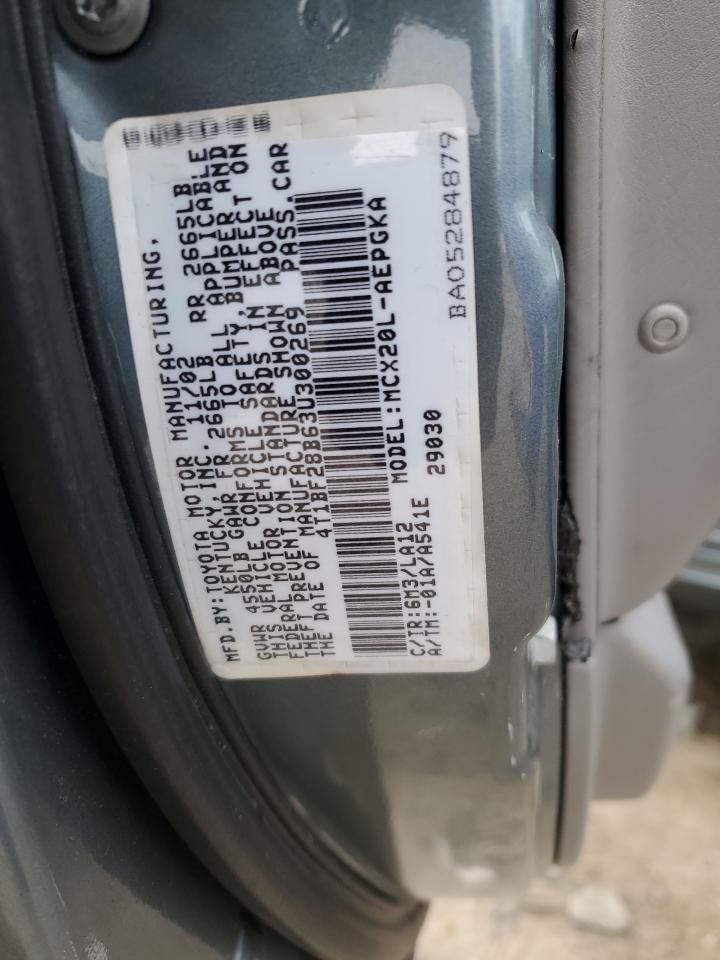 MFD.BY:TOYOTA MOTOR MANUFACTURING,
KENTUCKY,INC. 11/02
GVWR 4550LB GAWR FR 2665LB RR 2665LB
THIS VEHICLE CONFORMS TO ALL APPLICABLE
FEDERAL MOTOR VEHICLE SAFETY,BUMPER AND
THEFT PREVENTION STANDARDS IN EFFECT ON
THE DATE OF MANUFACTURE SHOWN ABOVE
4T1BF28B63U300269 PASS.CAR
MODEL:MCX20L-AEPGKA
C/TR:6M3/LA12
A/TM:-01A/A541E 29030
BA05284879